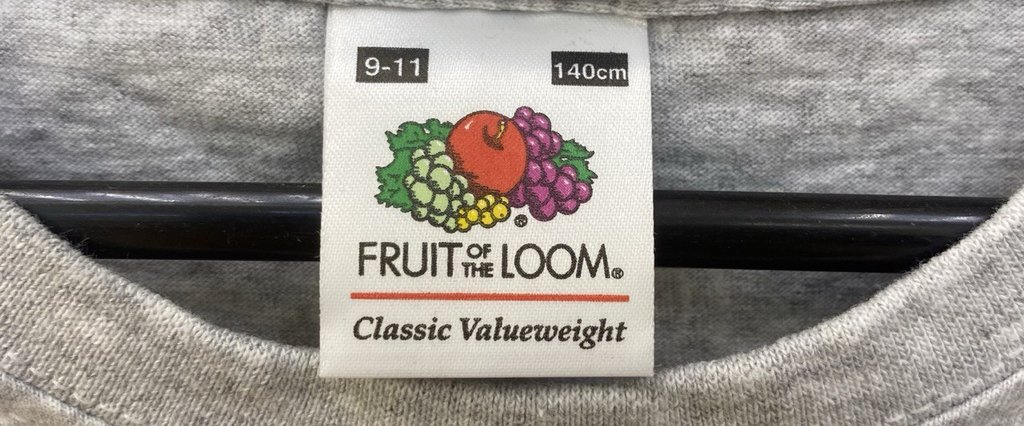 9-11 140cm
®
FRUIT OF THE LOOM®
Classic Valueweight